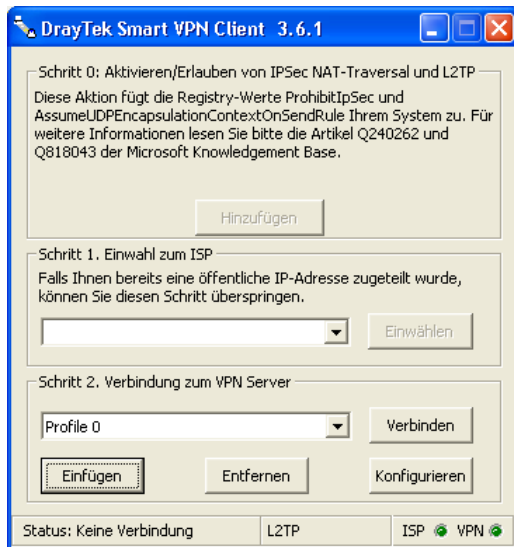 DrayTek Smart VPN Client 3.6.1
Schritt 0: Aktivieren/Erlauben von IPSec NAT-Traversal und L2TP
Diese Aktion fügt die Registry-Werte ProhibitIpSec und
AssumeUDPEncapsulationContextOnSendRule Ihrem System zu. Für
weitere Informationen lesen Sie bitte die Artikel Q240262 und
Q818043 der Microsoft Knowledgement Base.
Hinzufügen
Schritt 1. Einwahl zum ISP
Falls Ihnen bereits eine öffentliche IP-Adresse zugeteilt wurde,
können Sie diesen Schritt überspringen.
Einwählen
Schritt 2. Verbindung zum VPN Server
Profile 0
Verbinden
Einfügen
Entfernen
Konfigurieren
Status: Keine Verbindung
L2TP
ISP
VPN